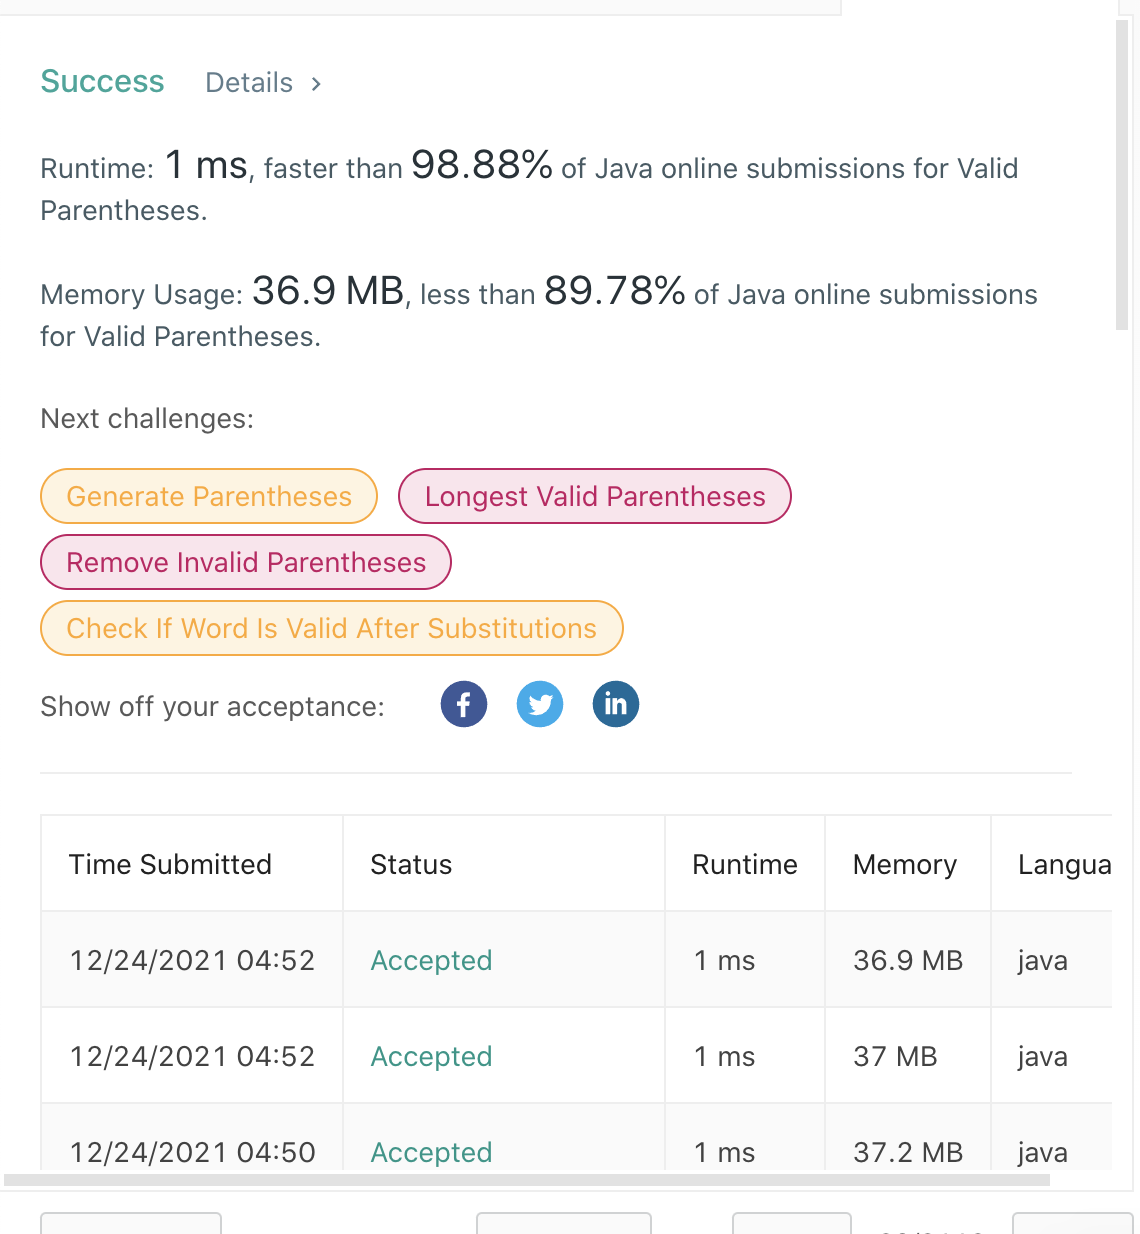 Success Details
Runtime: 1 ms, faster than 98.88% of Java online submissions for Valid
Parentheses.
Memory Usage: 36.9 MB, less than 89.78% of Java online submissions
for Valid Parentheses.
Next challenges:
Generate Parentheses Longest Valid Parentheses
Remove Invalid Parentheses
Check If Word Is Valid After Substitutions
Show off your acceptance: f in
Time Submitted Status Runtime Memory Langua
12/24/2021 04:52 Accepted 1 ms 36.9 MB java
12/24/2021 04:52 Accepted 1 ms 37 MB java
12/24/2021 04:50 Accepted 1 ms 37.2 MB java